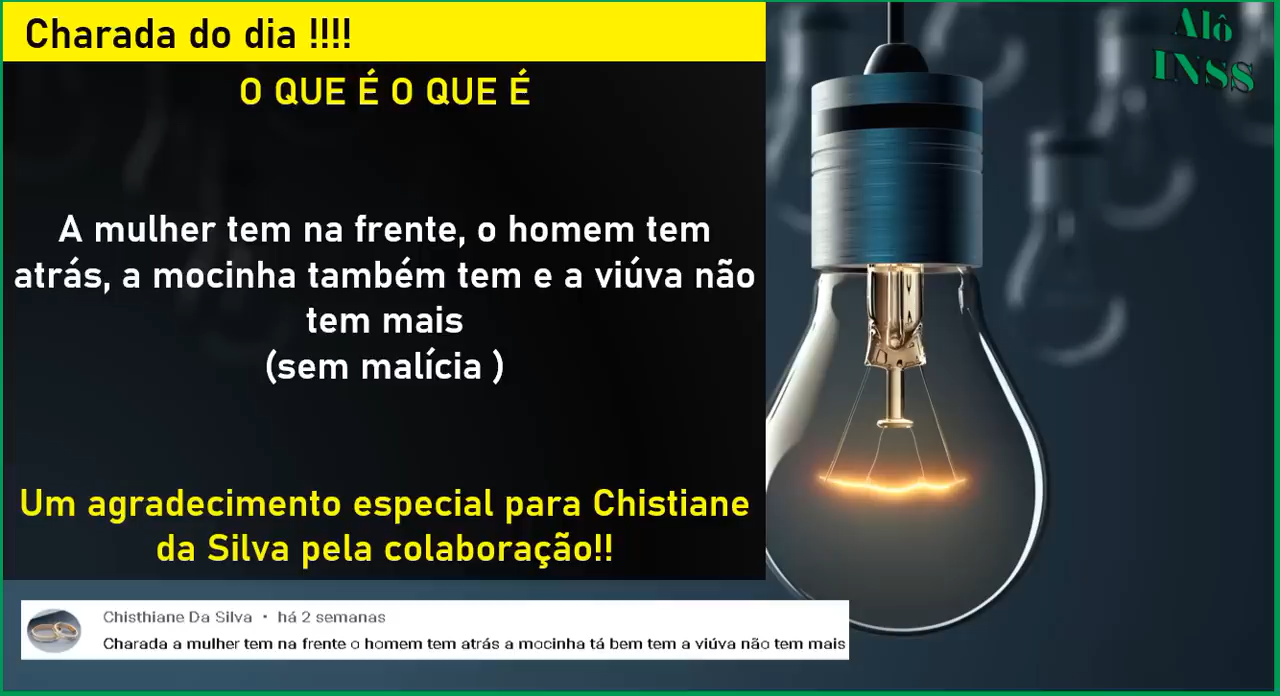 Charada do dia !!!!
O QUE É O QUE É
A mulher tem na frente, o homem tem
atrás, a mocinha também tem e a viúva não
tem mais
(sem malícia )
Um agradecimento especial para Chistiane
da Silva pela colaboração!!
Chisthiane Da Silva • há 2 semanas
Charada a mulher tem na frente o homem tem atrás a mocinha tá bem tem a viúva não tem mais
Alô
INSS